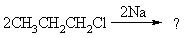 2CH₃CH₂CH₂Cl —2Na→ ?